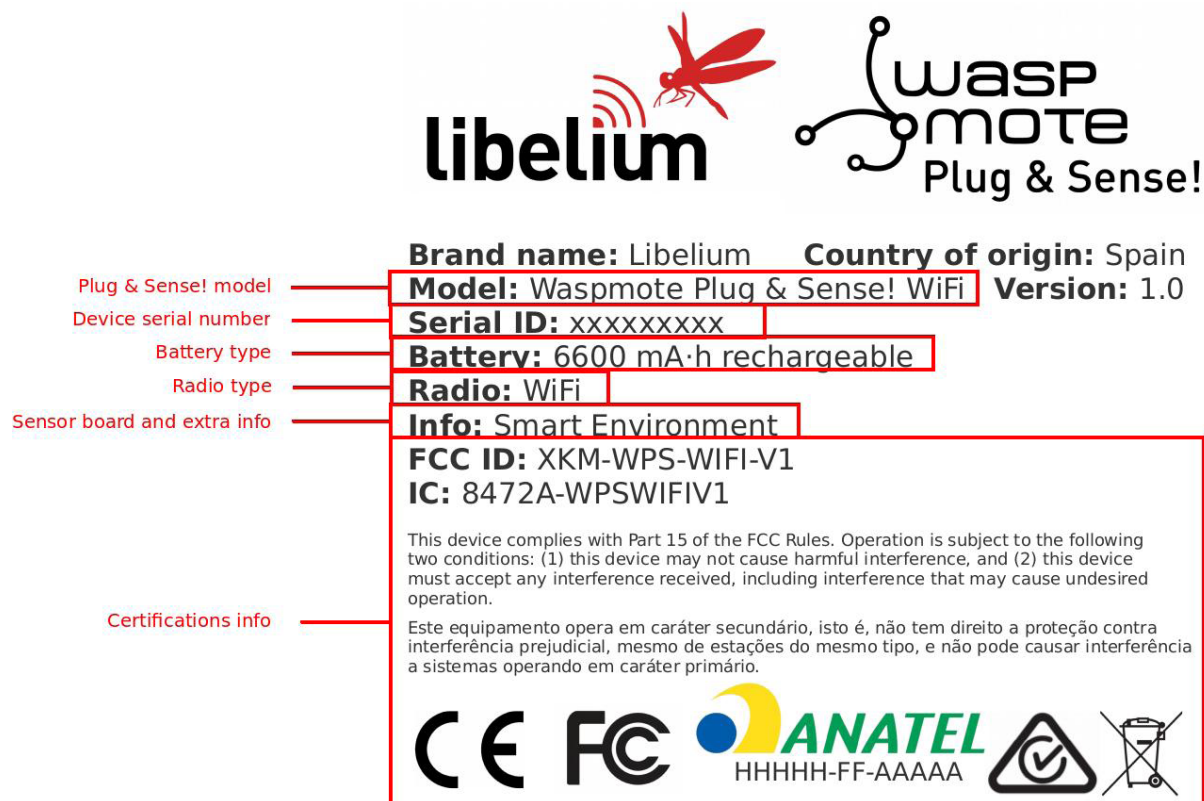 libelium
wasp
mote
Plug & Sense!
Brand name: Libelium Country of origin: Spain
Plug & Sense! model
Model: Waspmote Plug & Sense! WiFi Version: 1.0
Device serial number
Serial ID: xxxxxxxxx
Battery type
Battery: 6600 mA·h rechargeable
Radio type
Radio: WiFi
Sensor board and extra info
Info: Smart Environment
FCC ID: XKM-WPS-WIFI-V1
IC: 8472A-WPSWIFIV1
This device complies with Part 15 of the FCC Rules. Operation is subject to the following
two conditions: (1) this device may not cause harmful interference, and (2) this device
must accept any interference received, including interference that may cause undesired
operation.
Certifications info
Este equipamento opera em caráter secundário, isto é, não tem direito a proteção contra
interferência prejudicial, mesmo de estações do mesmo tipo, e não pode causar interferência
a sistemas operando em caráter primário.
CE FC ANATEL
HHHHH-FF-AAAAA